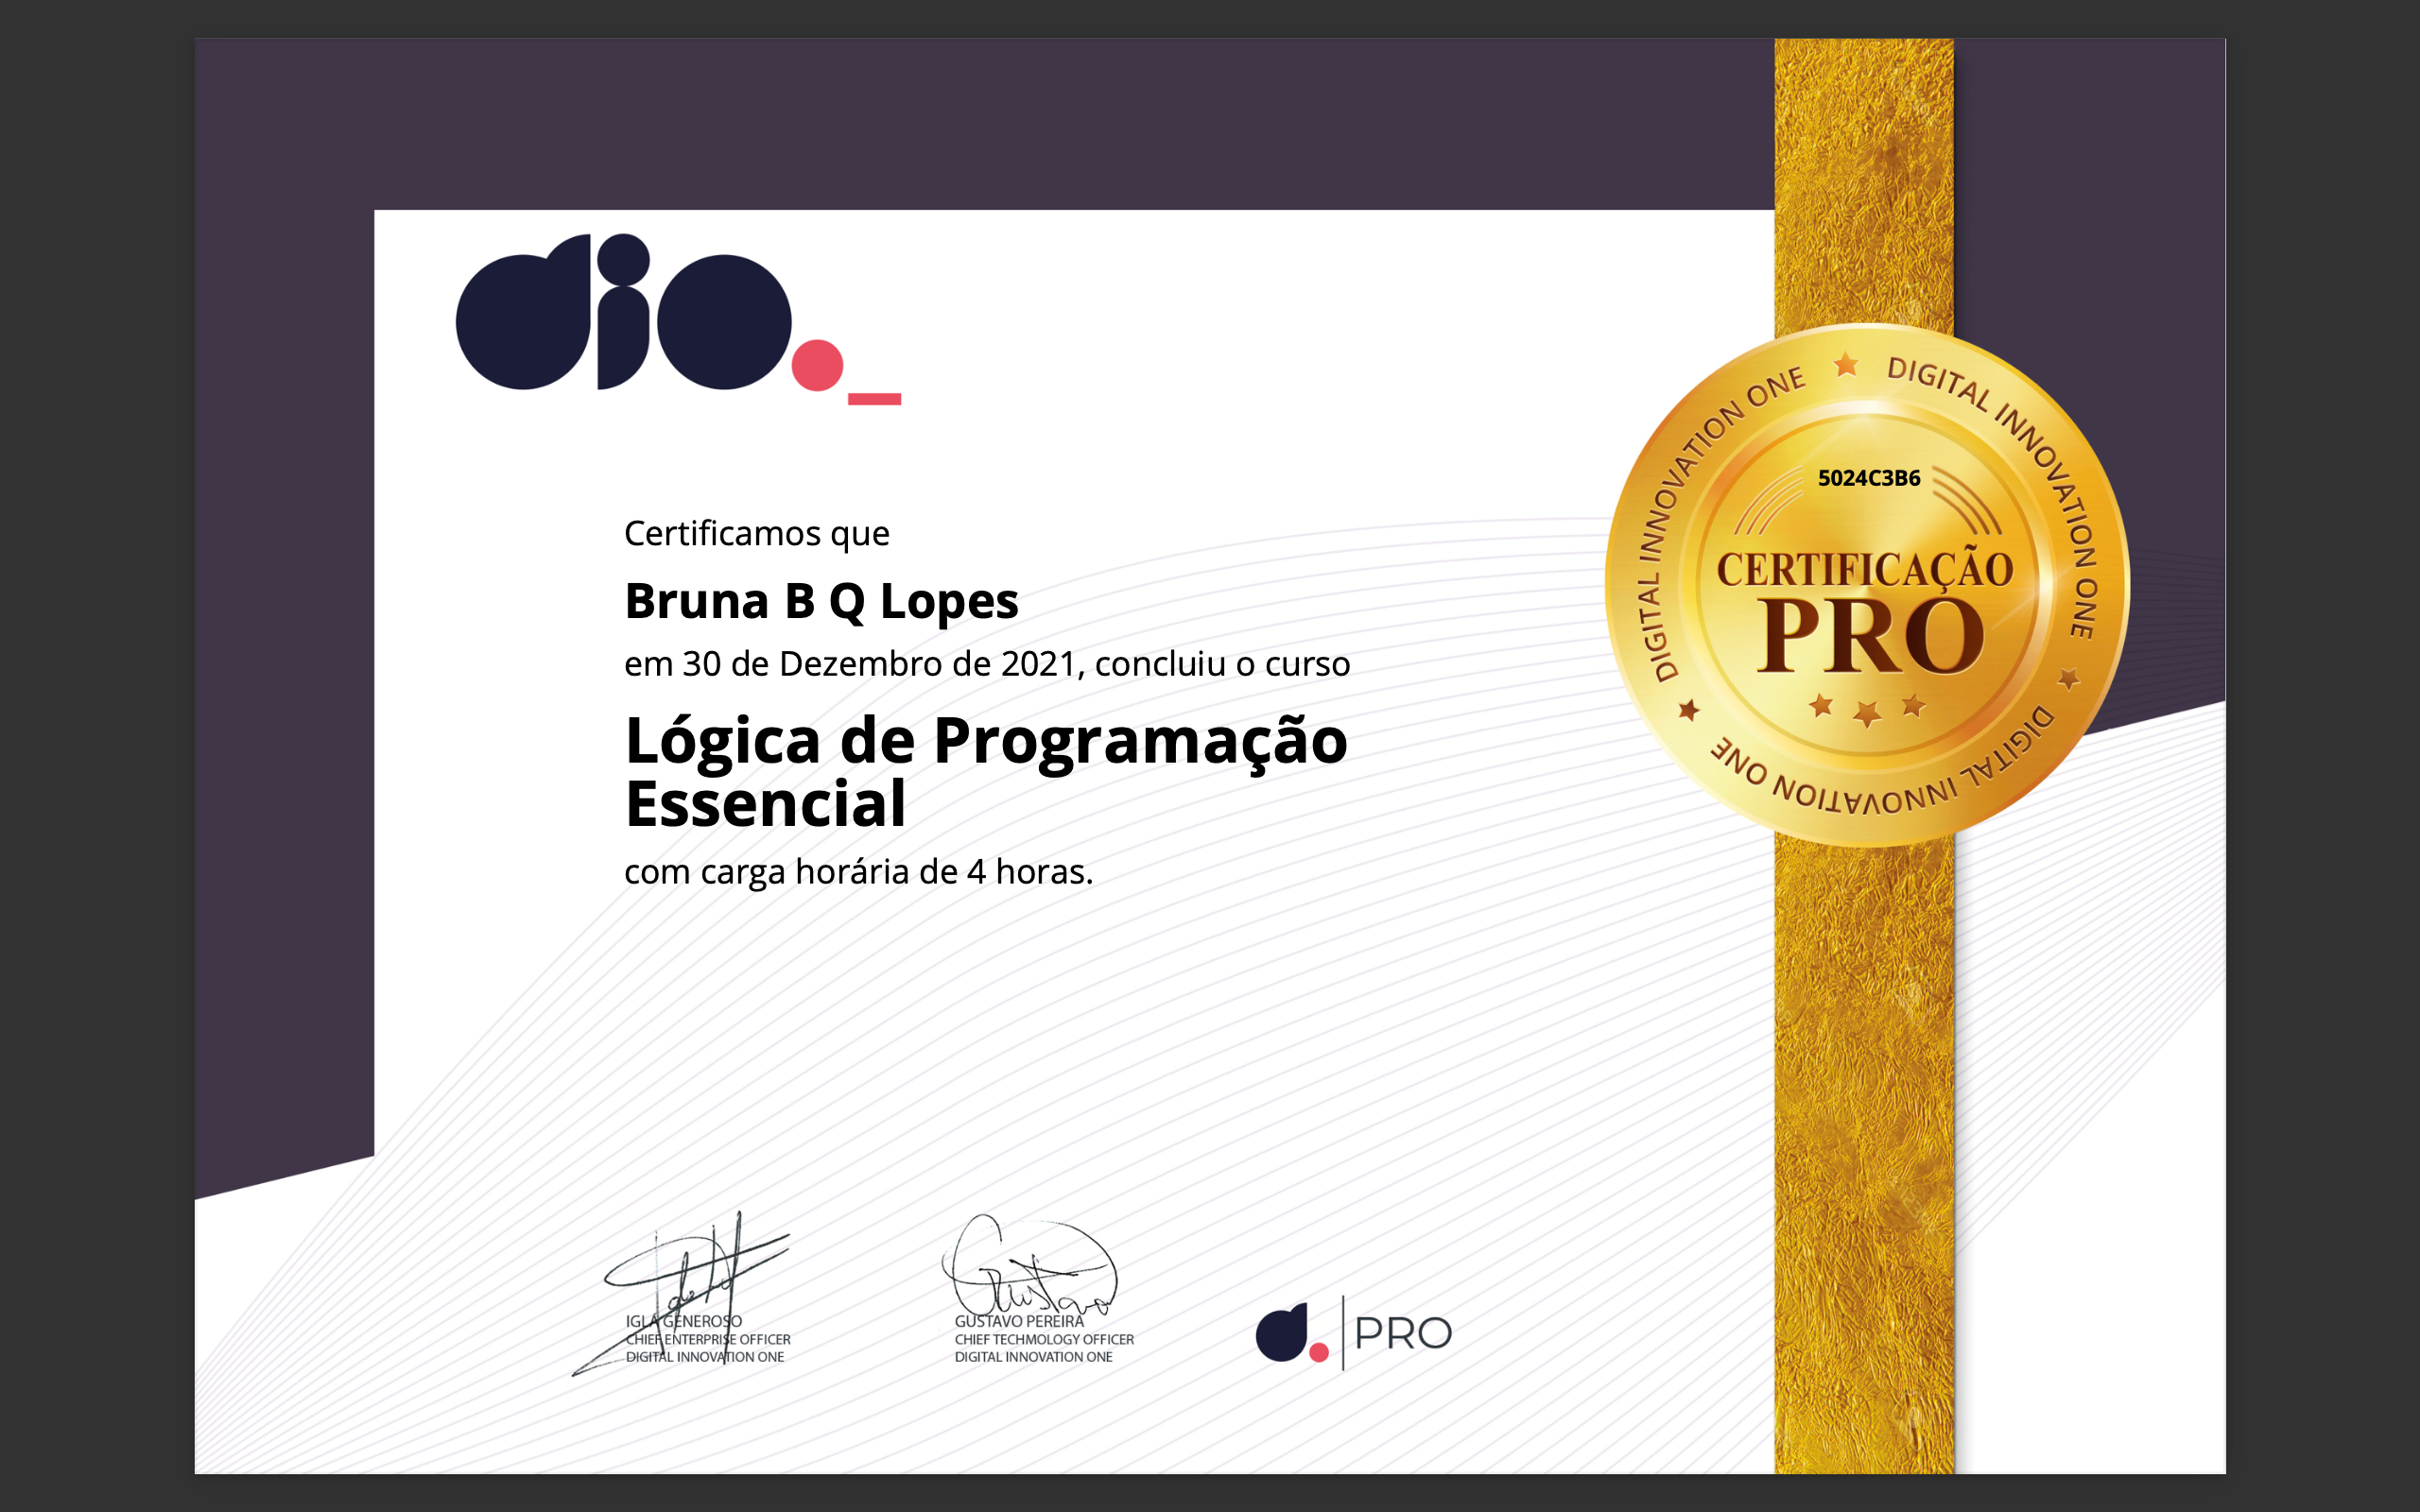 dio._
Certificamos que
Bruna B Q Lopes
em 30 de Dezembro de 2021, concluiu o curso
Lógica de Programação
Essencial
com carga horária de 4 horas.
DIGITAL INNOVATION ONE
DIGITAL INNOVATION ONE
DIGITAL INNOVATION ONE
5024C3B6
CERTIFICAÇÃO
PRO
IGLÁ GENEROSO
CHIEF ENTERPRISE OFFICER
DIGITAL INNOVATION ONE
Gustavo
GUSTAVO PEREIRA
CHIEF TECHMOLOGY OFFICER
DIGITAL INNOVATION ONE
d. PRO